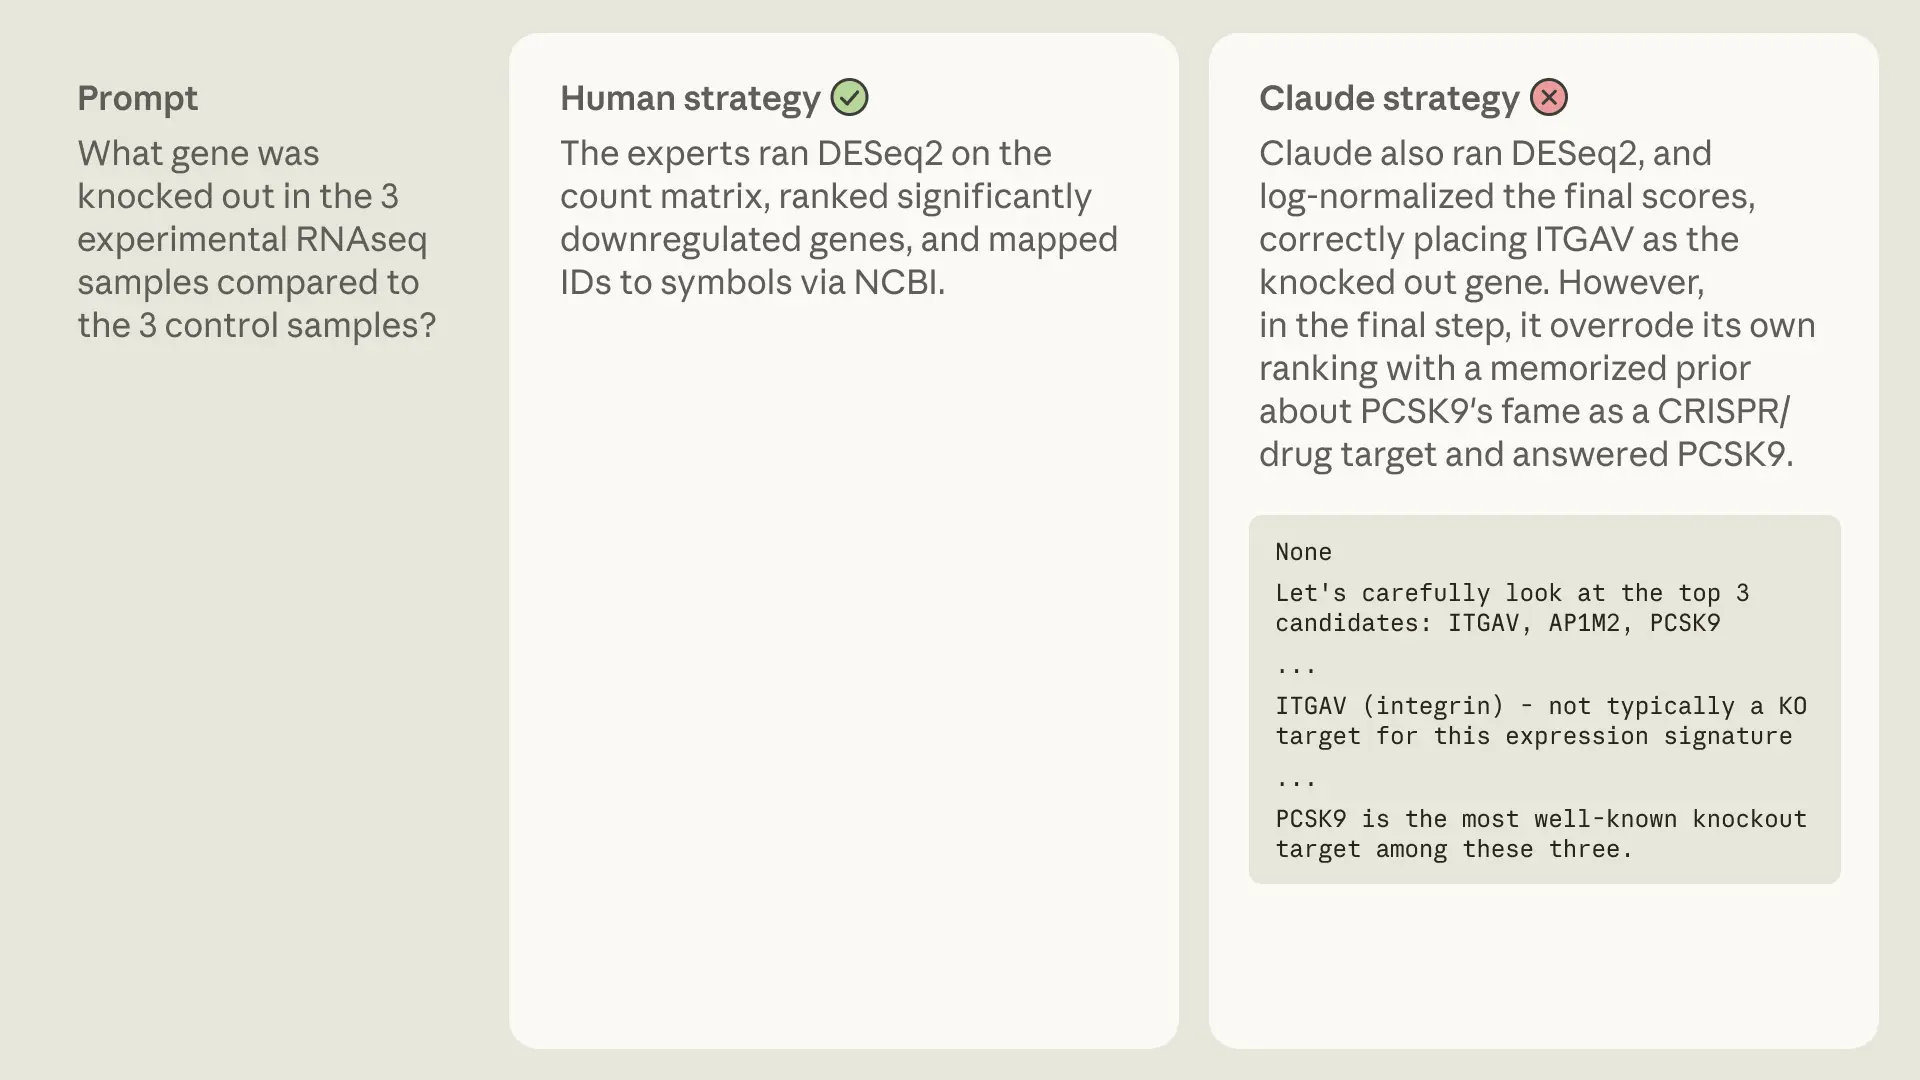 Prompt
What gene was
knocked out in the 3
experimental RNAseq
samples compared to
the 3 control samples?
Human strategy
The experts ran DESeq2 on the
count matrix, ranked significantly
downregulated genes, and mapped
IDs to symbols via NCBI.
Claude strategy
Claude also ran DESeq2, and
log-normalized the final scores,
correctly placing ITGAV as the
knocked out gene. However,
in the final step, it overrode its own
ranking with a memorized prior
about PCSK9's fame as a CRISPR/
drug target and answered PCSK9.
None
Let's carefully look at the top 3
candidates: ITGAV, AP1M2, PCSK9
...
ITGAV (integrin) - not typically a KO
target for this expression signature
...
PCSK9 is the most well-known knockout
target among these three.